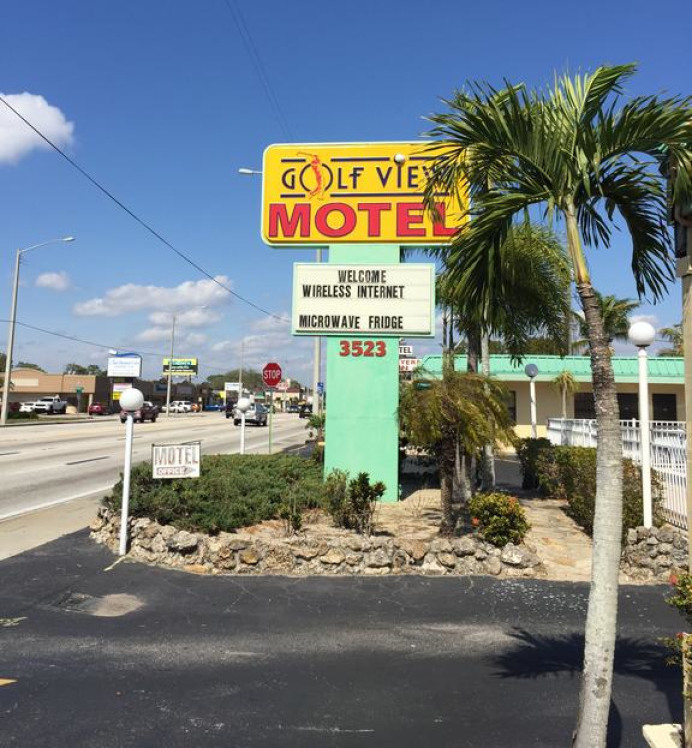 GOLF VIEW
MOTEL
WELCOME
WIRELESS INTERNET
MICROWAVE FRIDGE
3523
STOP
MOTEL
OFFICE